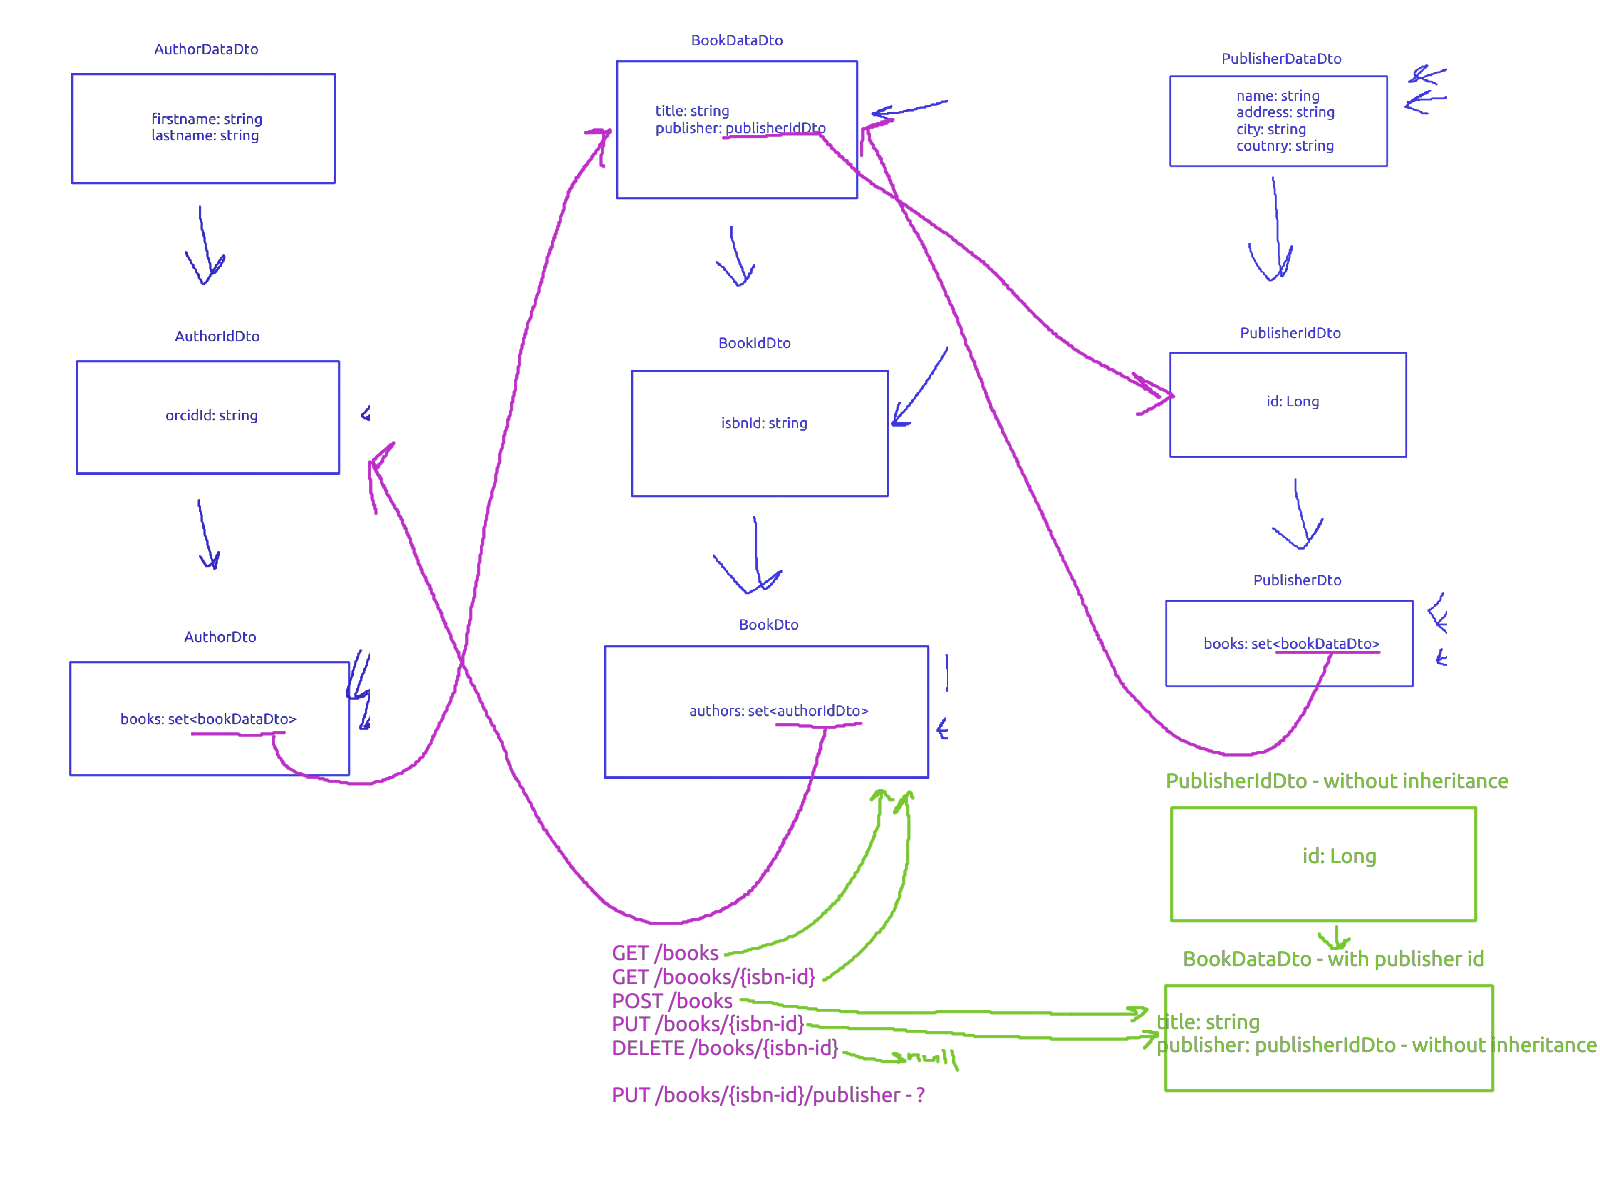 AuthorDataDto
firstname: string
lastname: string
BookDataDto
title: string
publisher: publisherIdDto
PublisherDataDto
name: string
address: string
city: string
coutnry: string
AuthorIdDto
orcidId: string
BookIdDto
isbnId: string
PublisherIdDto
id: Long
AuthorDto
books: set<bookDataDto>
BookDto
authors: set<authorIdDto>
PublisherDto
books: set<bookDataDto>
PublisherIdDto - without inheritance
id: Long
BookDataDto - with publisher id
title: string
publisher: publisherIdDto - without inheritance
GET /books
GET /boooks/{isbn-id}
POST /books
PUT /books/{isbn-id}
DELETE /books/{isbn-id}
null
PUT /books/{isbn-id}/publisher - ?